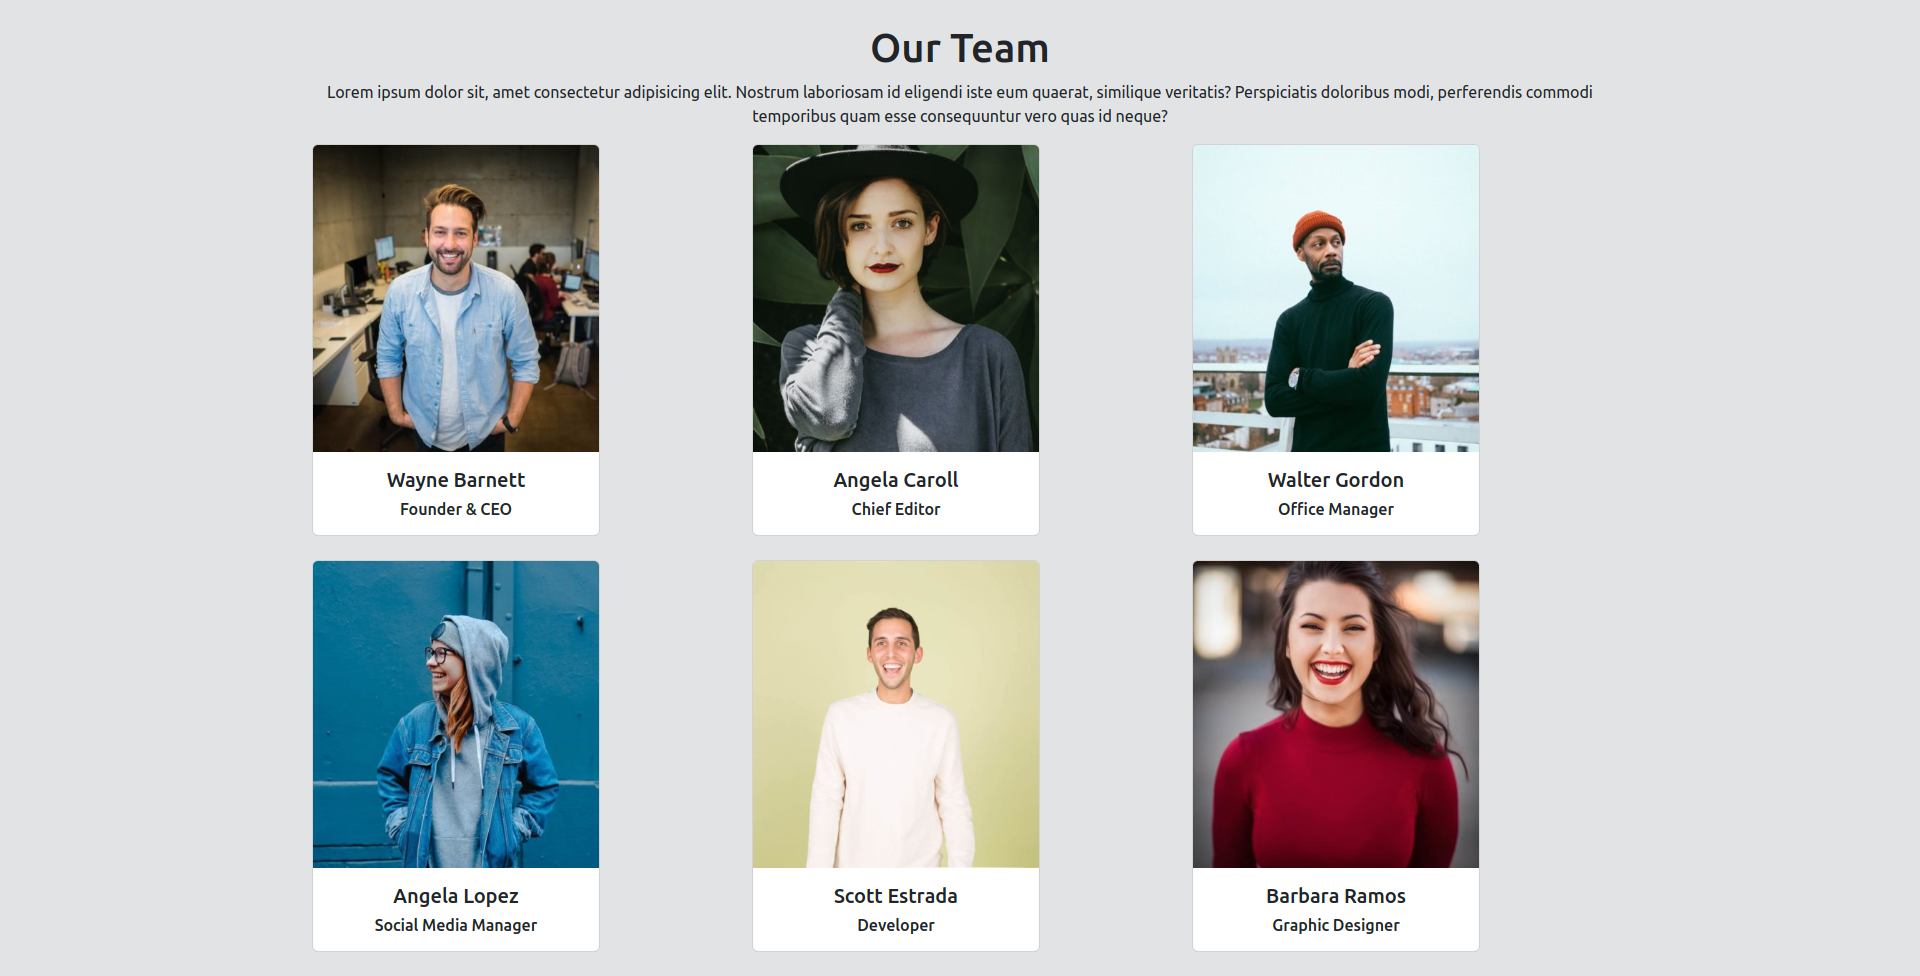 Our Team
Lorem ipsum dolor sit, amet consectetur adipisicing elit. Nostrum laboriosam id eligendi iste eum quaerat, similique veritatis? Perspiciatis doloribus modi, perferendis commodi
temporibus quam esse consequuntur vero quas id neque?
Wayne Barnett
Founder & CEO
Angela Caroll
Chief Editor
Walter Gordon
Office Manager
Angela Lopez
Social Media Manager
Scott Estrada
Developer
Barbara Ramos
Graphic Designer